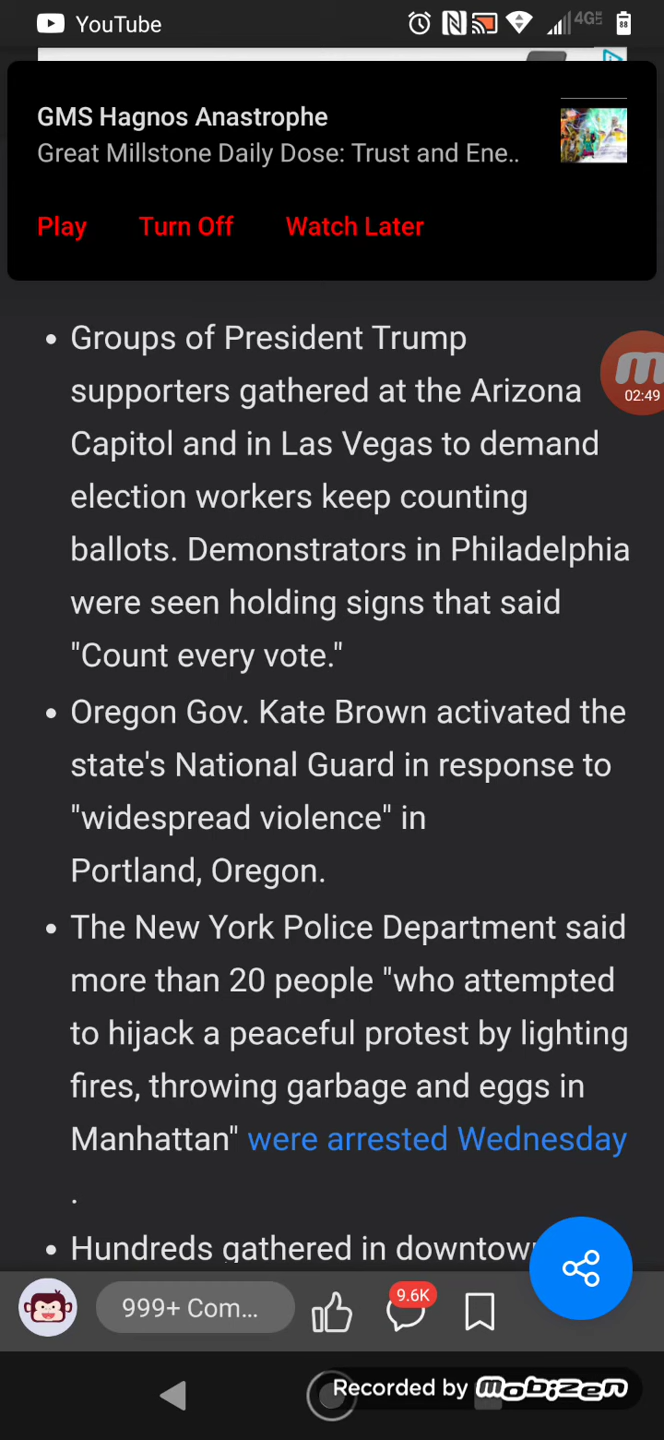 YouTube
4GE
88
GMS Hagnos Anastrophe
Great Millstone Daily Dose: Trust and Ene..
Play Turn Off Watch Later
• Groups of President Trump
supporters gathered at the Arizona
Capitol and in Las Vegas to demand
election workers keep counting
ballots. Demonstrators in Philadelphia
were seen holding signs that said
"Count every vote."
02:49
• Oregon Gov. Kate Brown activated the
state's National Guard in response to
"widespread violence" in
Portland, Oregon.
• The New York Police Department said
more than 20 people "who attempted
to hijack a peaceful protest by lighting
fires, throwing garbage and eggs in
Manhattan" were arrested Wednesday
.
• Hundreds gathered in downtow
999+ Com...
9.6K
Recorded by mobizen